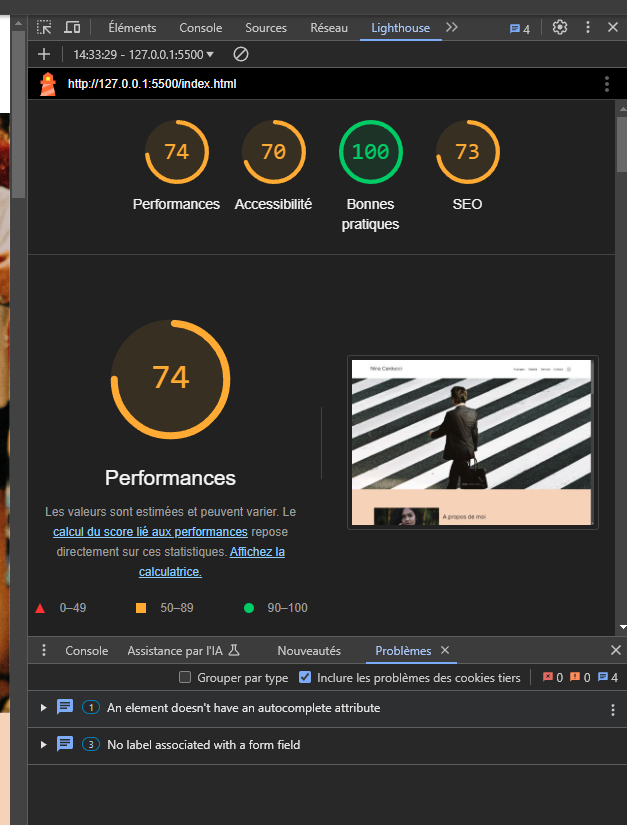 Éléments Console Sources Réseau Lighthouse 4
14:33:29 - 127.0.0.1:5500
http://127.0.0.1:5500/index.html
74 70 100 73
Performances Accessibilité Bonnes pratiques SEO
74
Nina Carducci
À propos de moi
Performances
Les valeurs sont estimées et peuvent varier. Le
calcul du score lié aux performances repose
directement sur ces statistiques. Affichez la
calculatrice.
0–49 50–89 90–100
Console Assistance par l'IA Nouveautés Problèmes
Grouper par type Inclure les problèmes des cookies tiers 0 0 4
1 An element doesn't have an autocomplete attribute
3 No label associated with a form field